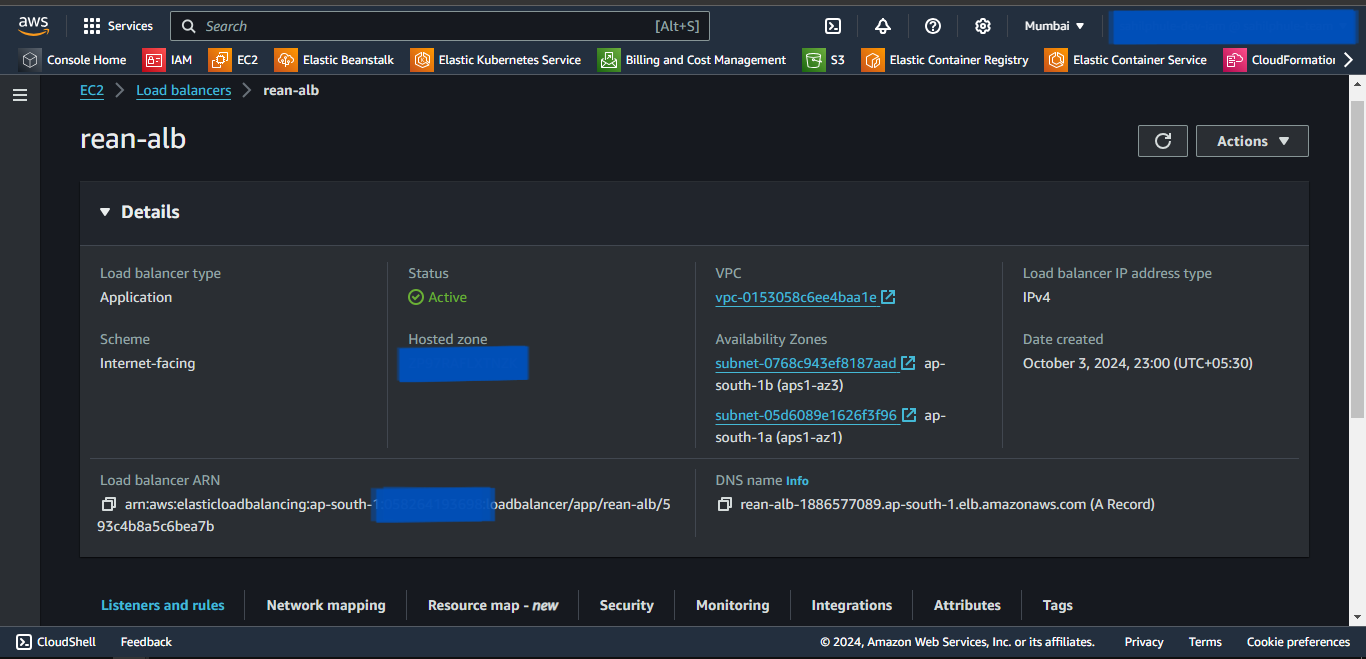 aws
Services
Search [Alt+S]
Mumbai
Console Home
IAM
EC2
Elastic Beanstalk
Elastic Kubernetes Service
Billing and Cost Management
S3
Elastic Container Registry
Elastic Container Service
CloudFormation
EC2 > Load balancers > rean-alb
rean-alb
Actions
Details
Load balancer type
Application
Status
Active
VPC
vpc-0153058c6ee4baa1e
Load balancer IP address type
IPv4
Scheme
Internet-facing
Hosted zone
Availability Zones
subnet-0768c943ef8187aad ap-
south-1b (aps1-az3)
subnet-05d6089e1626f3f96 ap-
south-1a (aps1-az1)
Date created
October 3, 2024, 23:00 (UTC+05:30)
Load balancer ARN
arn:aws:elasticloadbalancing:ap-south-1 loadbalancer/app/rean-alb/5
93c4b8a5c6bea7b
DNS name Info
rean-alb-1886577089.ap-south-1.elb.amazonaws.com (A Record)
Listeners and rules
Network mapping
Resource map - new
Security
Monitoring
Integrations
Attributes
Tags
CloudShell
Feedback
© 2024, Amazon Web Services, Inc. or its affiliates.
Privacy
Terms
Cookie preferences